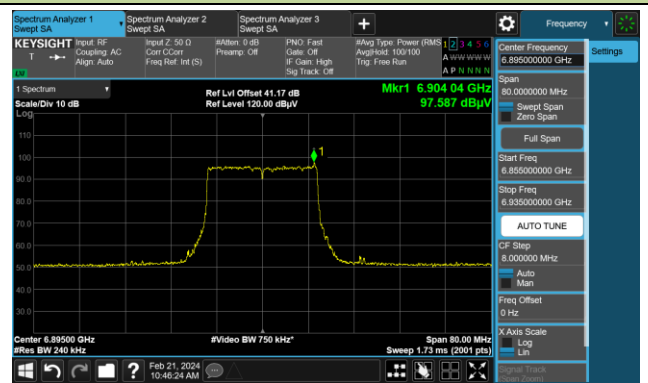 Spectrum Analyzer 1
Swept SA
Spectrum Analyzer 2
Swept SA
Spectrum Analyzer 3
Swept SA
+
Frequency
KEYSIGHT
T
LW
Input: RF
Coupling: AC
Align: Auto
Input Z: 50 Ω
Corr CCorr
Freq Ref: Int (S)
#Atten: 0 dB
Preamp: Off
PNO: Fast
Gate: Off
IF Gain: High
Sig Track: Off
#Avg Type: Power (RMS
Avg|Hold: 100/100
Trig: Free Run
1 2 3 4 5 6
A W W W W W
A P N N N N
1 Spectrum
Scale/Div 10 dB
Log
Ref Lvl Offset 41.17 dB
Ref Level 120.00 dBµV
Mkr1 6.904 04 GHz
97.587 dBµV
110
100
90.0
80.0
70.0
60.0
50.0
40.0
30.0
1
Center 6.89500 GHz
#Res BW 240 kHz
#Video BW 750 kHz*
Span 80.00 MHz
Sweep 1.73 ms (2001 pts)
Center Frequency
6.895000000 GHz
Settings
Span
80.0000000 MHz
Swept Span
Zero Span
Full Span
Start Freq
6.855000000 GHz
Stop Freq
6.935000000 GHz
AUTO TUNE
CF Step
8.000000 MHz
Auto
Man
Freq Offset
0 Hz
X Axis Scale
Log
Lin
Signal Track
(Span Zoom)
?
Feb 21, 2024
10:46:24 AM